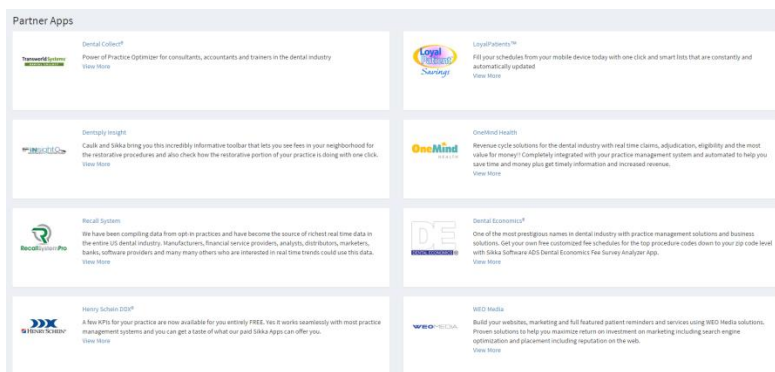 Partner Apps
Transworld Systems
Dental Collect®
Power of Practice Optimizer for consultants, accountants and trainers in the dental industry
View More
Loyal
Patient
Savings
LoyalPatients™
Fill your schedules from your mobile device today with one click and smart lists that are constantly and
automatically updated
View More
Dentsply Insight
Caulk and Sikka bring you this incredibly informative toolbar that lets you see fees in your neighborhood for
the restorative procedures and also check how the restorative portion of your practice is doing with one click.
View More
OneMind
HEALTH
OneMind Health
Revenue cycle solutions for the dental industry with real time claims, adjudication, eligibility and the most
value for money!! Completely integrated with your practice management system and automated to help you
save time and money plus get timely information and increased revenue.
View More
RecallSystemPro
Recall System
We have been compiling data from opt-in practices and have become the source of richest real time data in
the entire US dental industry. Manufacturers, financial service providers, analysts, distributors, marketers,
banks, software providers and many many others who are interested in real time trends could use this data.
View More
DE
DENTAL ECONOMICS
Dental Economics®
One of the most prestigious names in dental industry with practice management solutions and business
solutions. Get your own free customized fee schedules for the top procedure codes down to your zip code level
with Sikka Software ADS Dental Economics Fee Survey Analyzer App.
View More
HENRY SCHEIN®
Henry Schein DDX®
A few KPIs for your practice are now available for you entirely FREE. Yes it works seamlessly with most practice
management systems and you can get a taste of what our paid Sikka Apps can offer you.
View More
WEOMEDIA
WEO Media
Build your websites, marketing and full featured patient reminders and services using WEO Media solutions.
Proven solutions to help you maximize return on investment on marketing including search engine
optimization and placement including reputation on the web.
View More